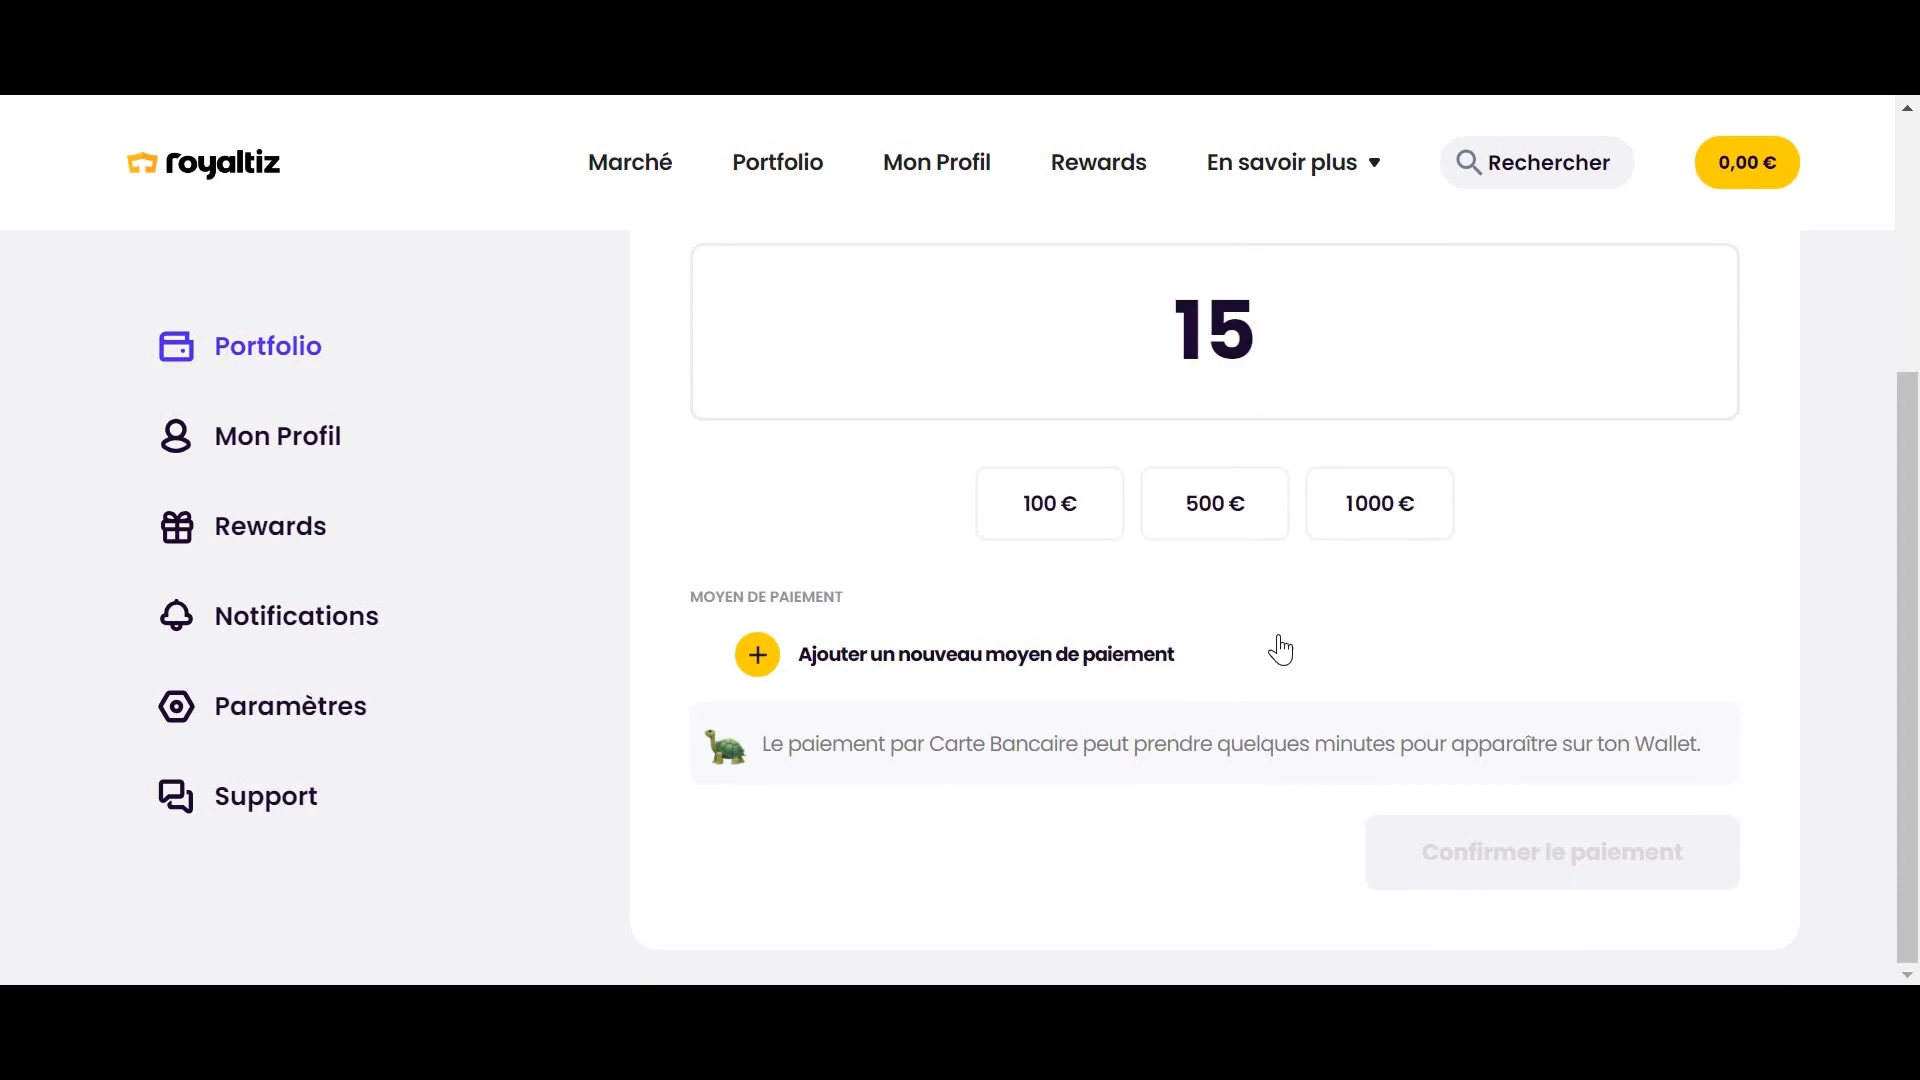 royaltiz
Marché
Portfolio
Mon Profil
Rewards
En savoir plus
Rechercher
0,00 €
Portfolio
Mon Profil
Rewards
Notifications
Paramètres
Support
15
100 €
500 €
1 000 €
MOYEN DE PAIEMENT
Ajouter un nouveau moyen de paiement
Le paiement par Carte Bancaire peut prendre quelques minutes pour apparaître sur ton Wallet.
Confirmer le paiement